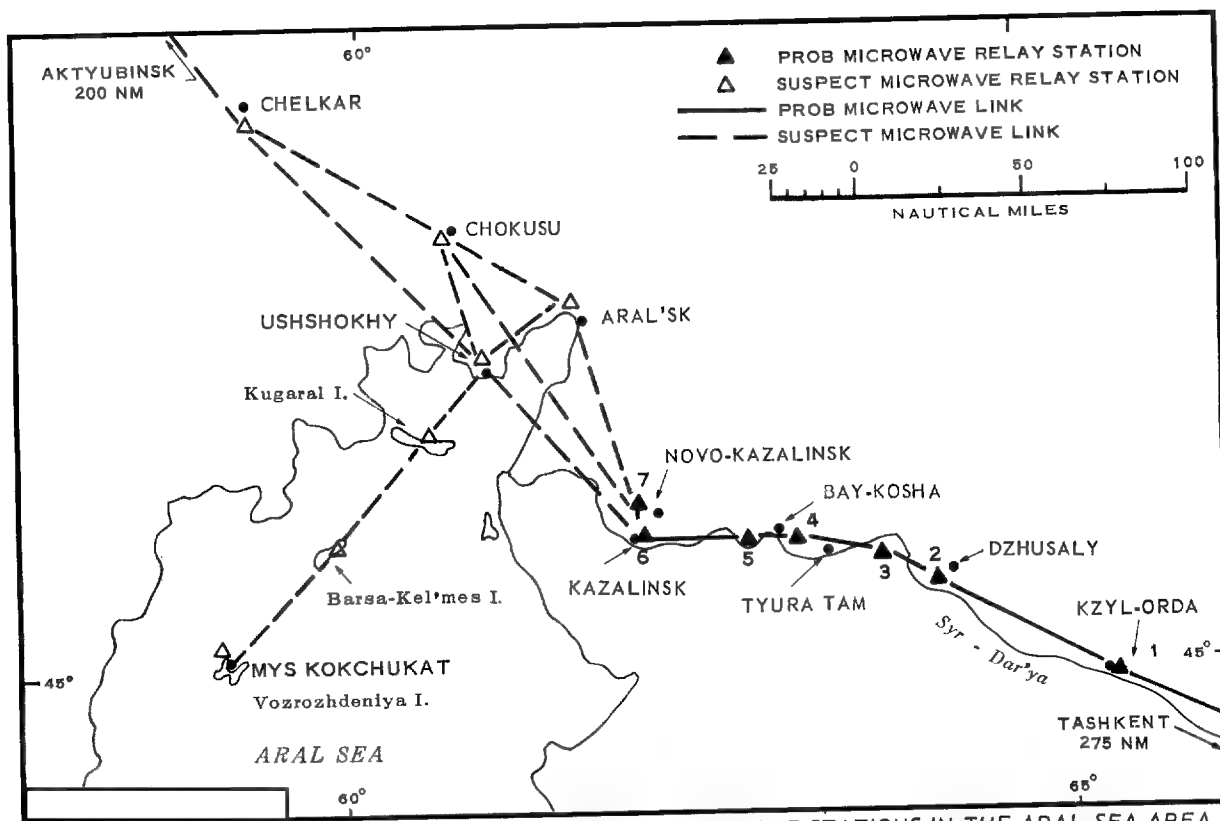 60°
AKTYUBINSK
200 NM
CHELKAR
PROB MICROWAVE RELAY STATION
SUSPECT MICROWAVE RELAY STATION
PROB MICROWAVE LINK
SUSPECT MICROWAVE LINK
25 0 50 100
NAUTICAL MILES
CHOKUSU
USHSHOKHY
ARAL'SK
Kugaral I.
NOVO-KAZALINSK
7
BAY-KOSHA
4
6
5
3
2
DZHUSALY
KAZALINSK
TYURA TAM
Barsa-Kel'mes I.
KZYL-ORDA
1
Syr - Dar'ya
45°
MYS KOKCHUKAT
45°
Vozrozhdeniya I.
TASHKENT
275 NM
ARAL SEA
60°
65°
STATIONS IN THE ARAL SEA AREA